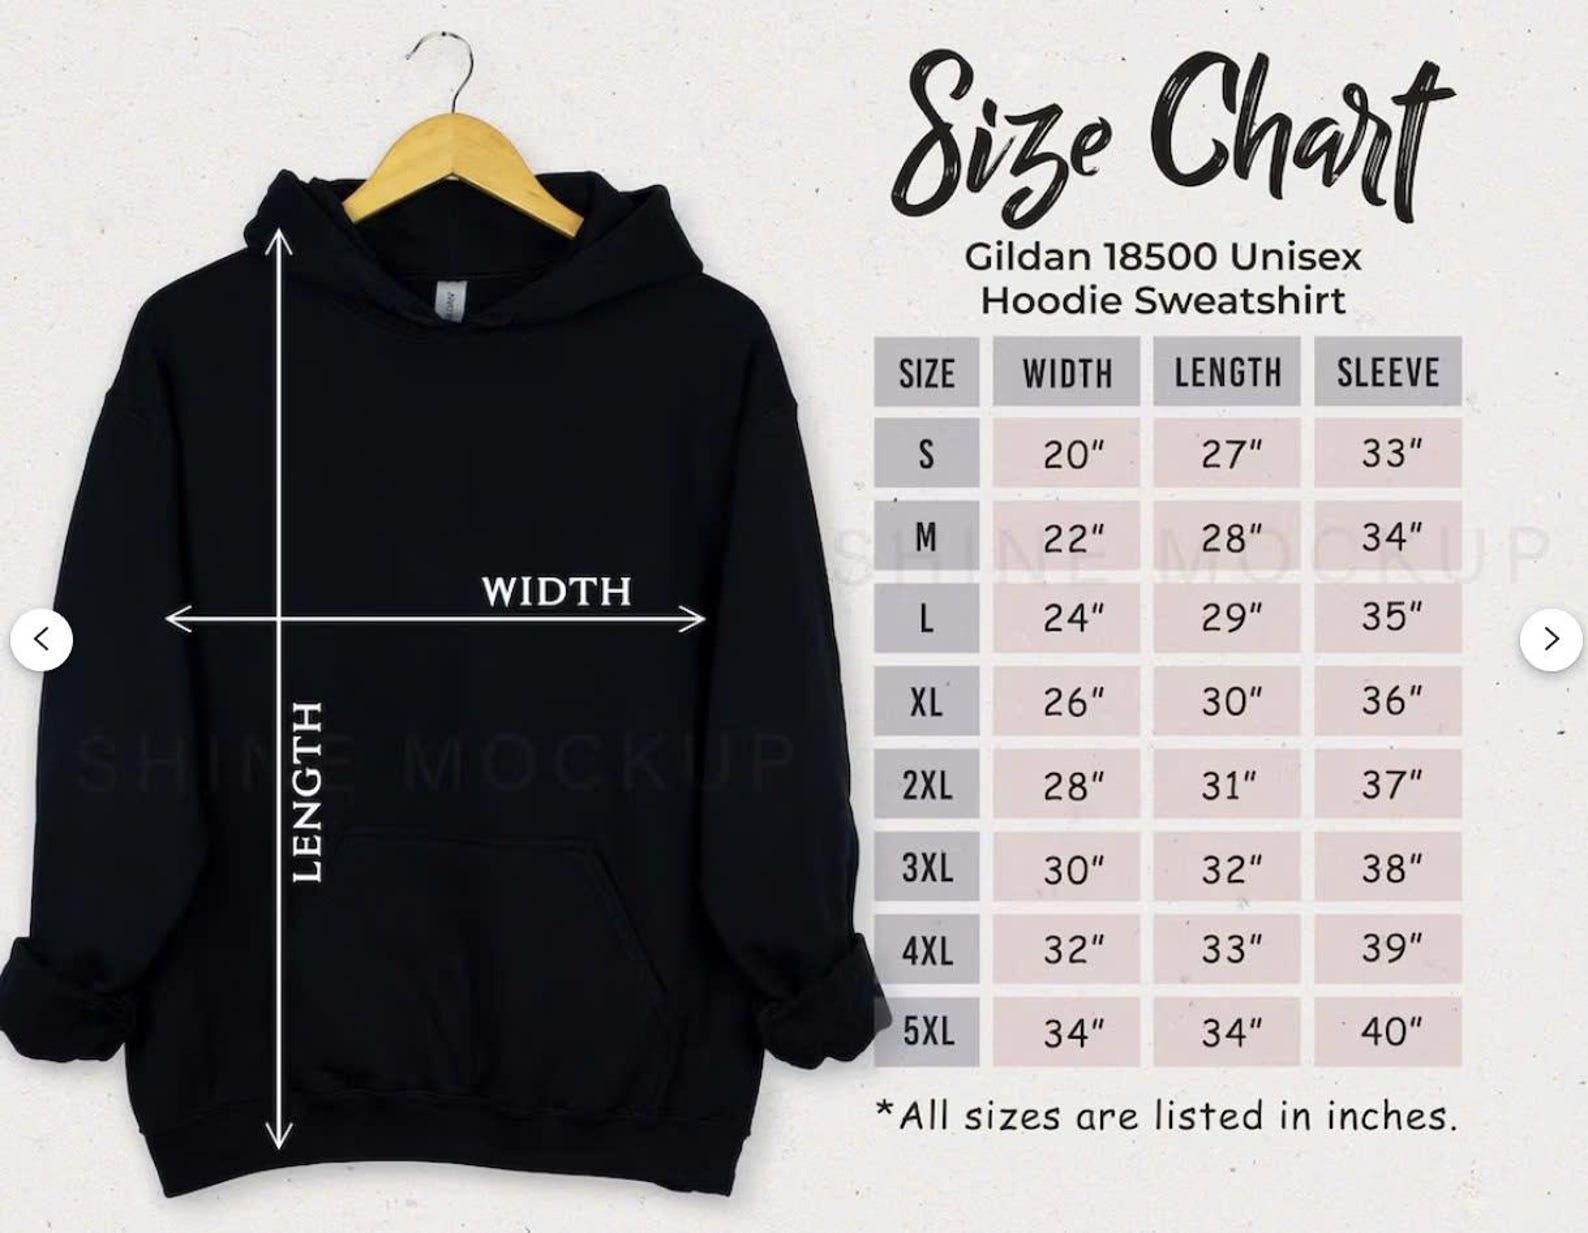 Size Chart
Gildan 18500 Unisex
Hoodie Sweatshirt
SIZE WIDTH LENGTH SLEEVE
S 20" 27" 33"
M 22" 28" 34"
L 24" 29" 35"
XL 26" 30" 36"
2XL 28" 31" 37"
3XL 30" 32" 38"
4XL 32" 33" 39"
5XL 34" 34" 40"
*All sizes are listed in inches.
WIDTH
LENGTH
SHINE MOCKUP
SHINE MOCKUP